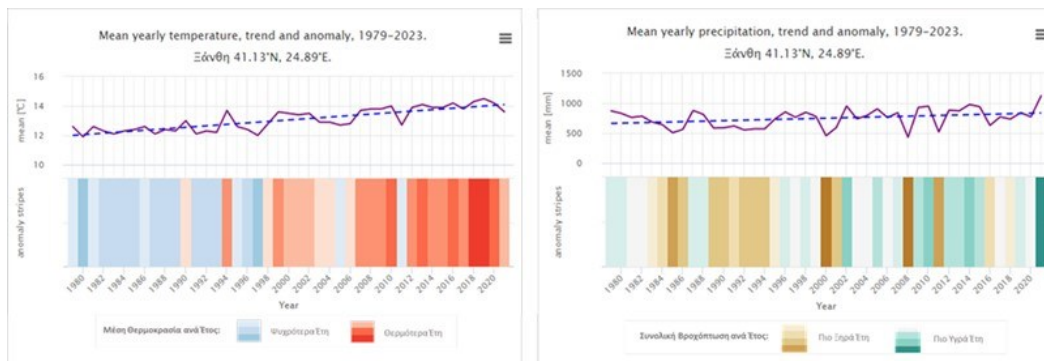 Mean yearly temperature, trend and anomaly, 1979-2023.
Ξάνθη 41.13°N, 24.89°E.
mean [°C]
16
14
12
10
anomaly stripes
1980 1982 1984 1986 1988 1990 1992 1994 1996 1998 2000 2002 2004 2006 2008 2010 2012 2014 2016 2018 2020
Year
Μέση Θερμοκρασία ανά Έτος: Ψυχρότερα Έτη Θερμότερα Έτη
Mean yearly precipitation, trend and anomaly, 1979-2023.
Ξάνθη 41.13°N, 24.89°E.
mean [mm]
1500
1000
500
0
anomaly stripes
1980 1982 1984 1986 1988 1990 1992 1994 1996 1998 2000 2002 2004 2006 2008 2010 2012 2014 2016 2018 2020
Year
Συνολική Βροχόπτωση ανά Έτος: Πιο Ξηρά Έτη Πιο Υγρά Έτη